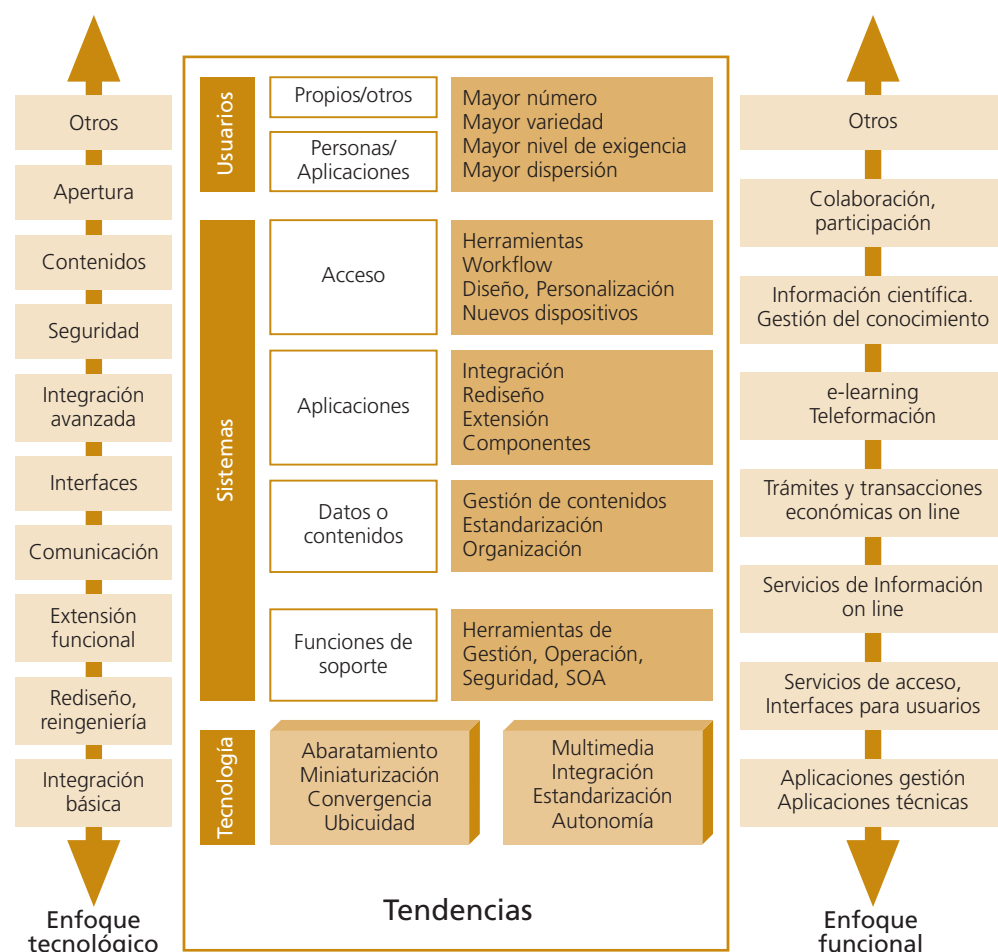 Otros
Apertura
Contenidos
Seguridad
Integración
avanzada
Interfaces
Comunicación
Extensión
funcional
Rediseño,
reingeniería
Integración
básica
Enfoque
tecnológico
Usuarios
Propios/otros
Personas/
Aplicaciones
Mayor número
Mayor variedad
Mayor nivel de exigencia
Mayor dispersión
Sistemas
Acceso
Herramientas
Workflow
Diseño, Personalización
Nuevos dispositivos
Aplicaciones
Integración
Rediseño
Extensión
Componentes
Datos o
contenidos
Gestión de contenidos
Estandarización
Organización
Funciones de
soporte
Herramientas de
Gestión, Operación,
Seguridad, SOA
Tecnología
Abaratamiento
Miniaturización
Convergencia
Ubicuidad
Multimedia
Integración
Estandarización
Autonomía
Tendencias
Otros
Colaboración,
participación
Información científica.
Gestión del conocimiento
e-learning
Teleformación
Trámites y transacciones
económicas on line
Servicios de Información
on line
Servicios de acceso,
Interfaces para usuarios
Aplicaciones gestión
Aplicaciones técnicas
Enfoque
funcional